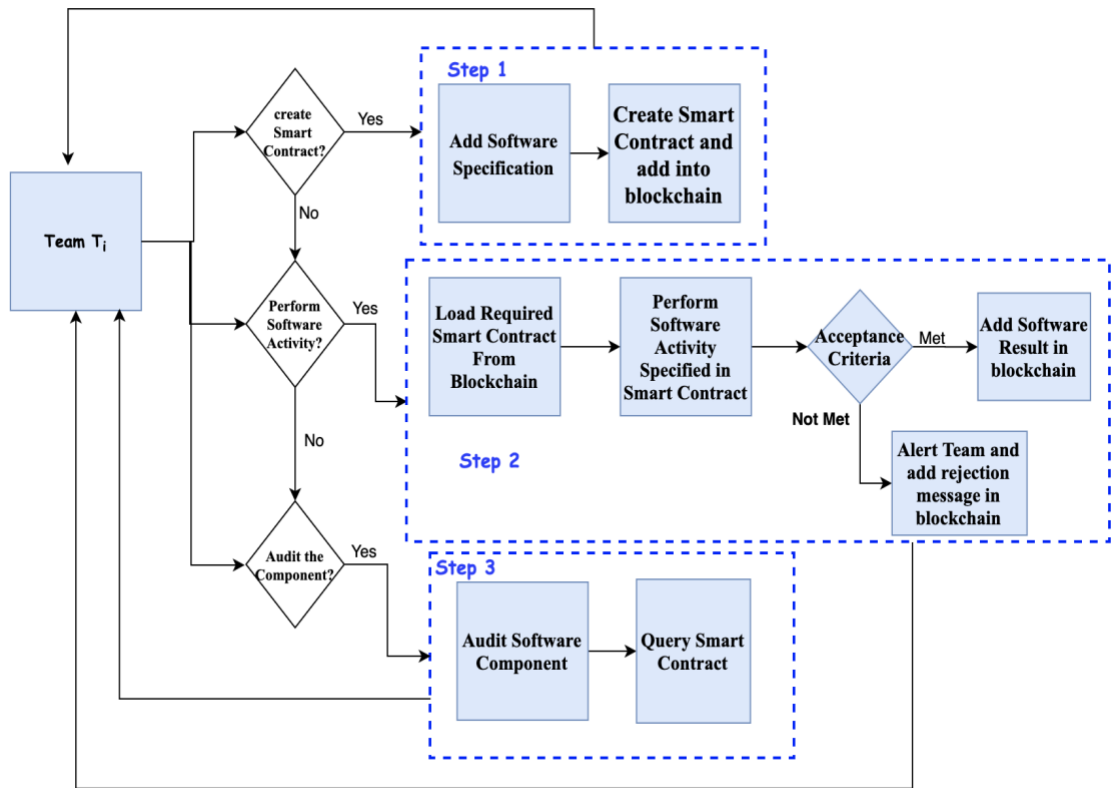 Step 1
create
Smart
Contract?
Yes
Add Software
Specification
Create Smart
Contract and
add into
blockchain
No
Team Ti
Perform
Software
Activity?
Yes
Load Required
Smart Contract
From
Blockchain
Perform
Software
Activity
Specified in
Smart Contract
Acceptance
Criteria
Met
Add Software
Result in
blockchain
Not Met
Alert Team and
add rejection
message in
blockchain
Step 2
No
Audit the
Component?
Yes
Step 3
Audit Software
Component
Query Smart
Contract